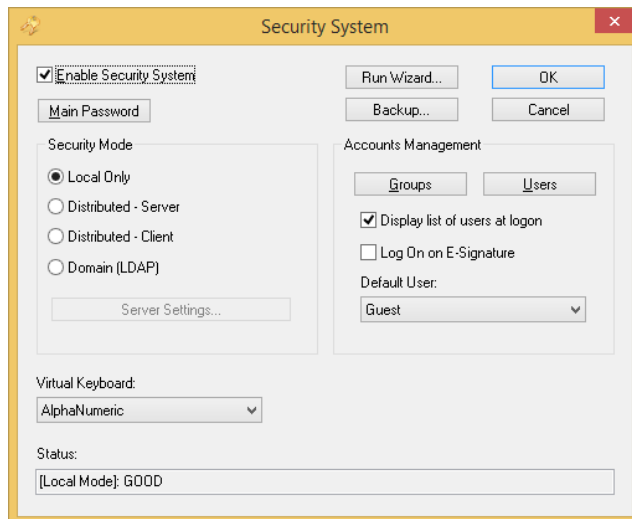 Security System
Enable Security System
Run Wizard...
OK
Main Password
Backup...
Cancel
Security Mode
Local Only
Distributed - Server
Distributed - Client
Domain (LDAP)
Server Settings...
Accounts Management
Groups
Users
Display list of users at logon
Log On on E-Signature
Default User:
Guest
Virtual Keyboard:
AlphaNumeric
Status:
[Local Mode]: GOOD